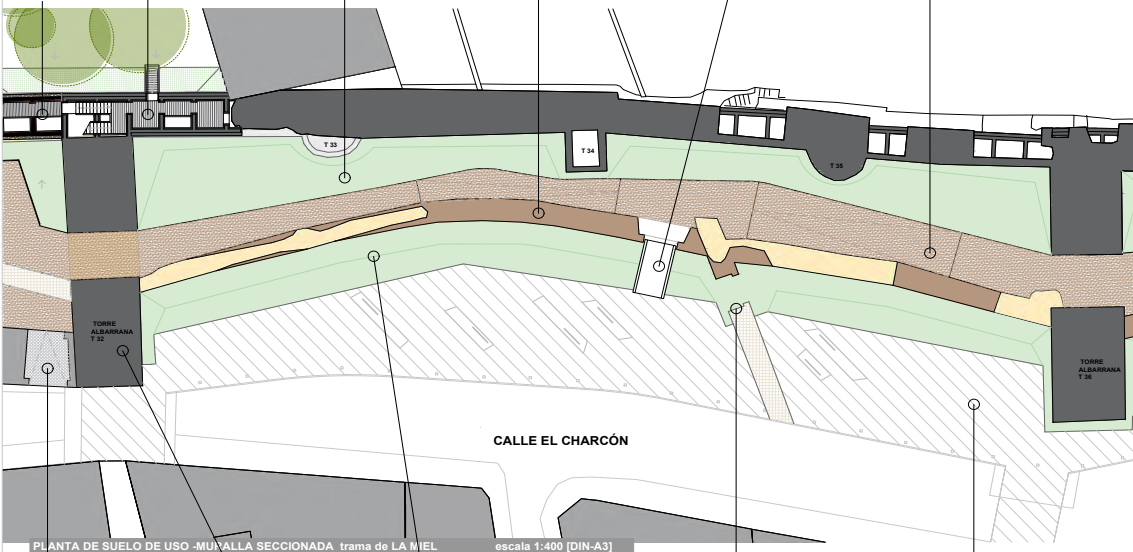 T 33
T 34
T 35
TORRE
ALBARRANA
T 32
TORRE
ALBARRANA
T 36
CALLE EL CHARCÓN
PLANTA DE SUELO DE USO -MURALLA SECCIONADA trama de LA MIEL escala 1:400 [DIN-A3]